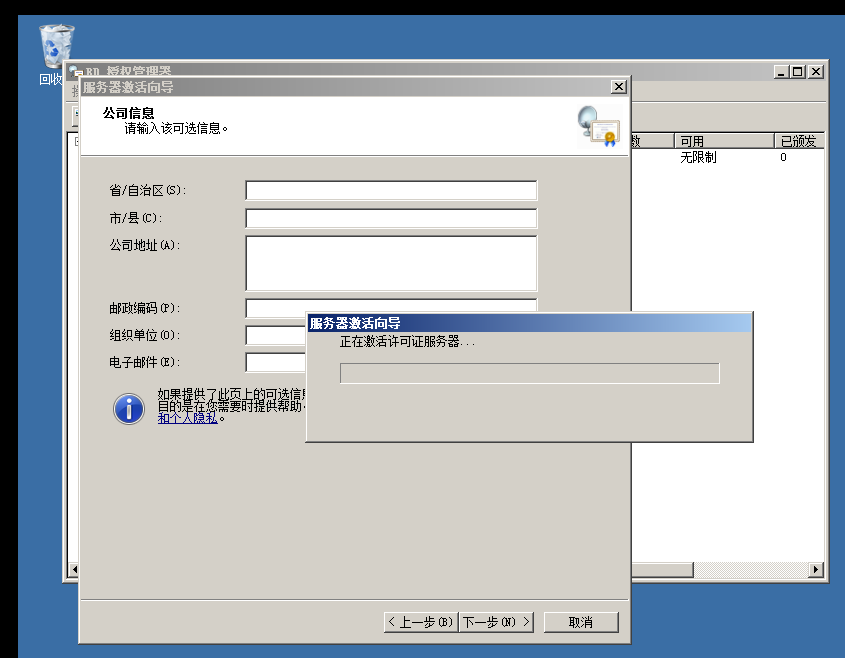 回收
RD 授权管理器
服务器激活向导
公司信息
请输入该可选信息。
数
可用
已颁发
无限制
0
省/自治区(S):
市/县(C):
公司地址(A):
邮政编码(P):
组织单位(O):
电子邮件(E):
服务器激活向导
正在激活许可证服务器...
如果提供了此页上的可选信息
目的是在您需要时提供帮助
和个人隐私。
< 上一步(B)
下一步(N) >
取消